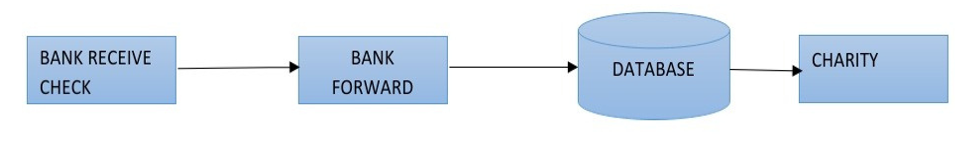 BANK RECEIVE
CHECK
BANK
FORWARD
DATABASE
CHARITY